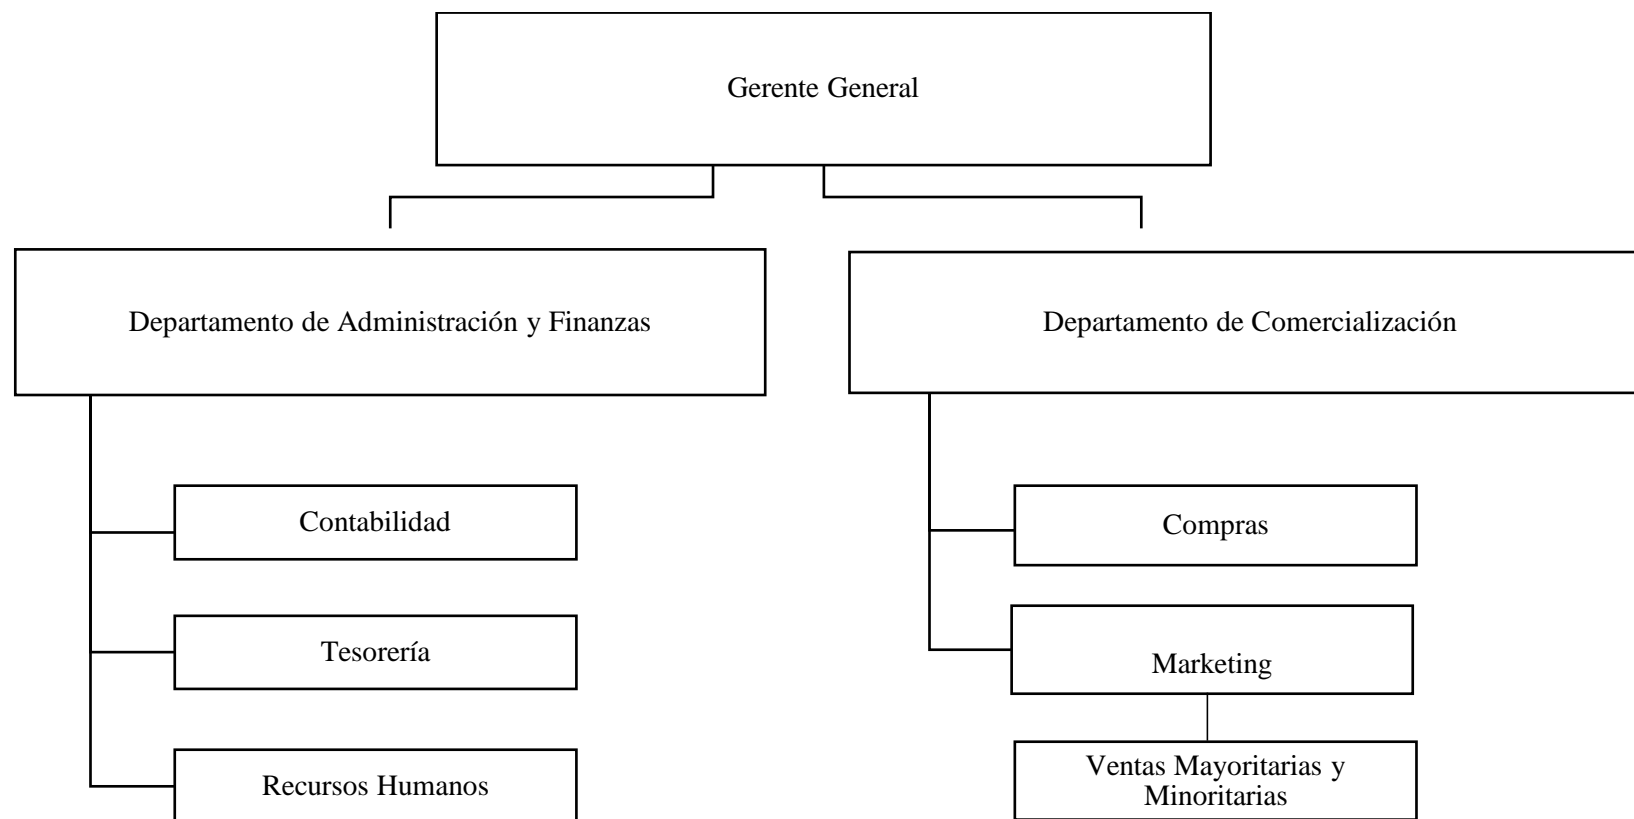 Gerente General
Departamento de Administración y Finanzas
Departamento de Comercialización
Contabilidad
Compras
Tesorería
Marketing
Recursos Humanos
Ventas Mayoritarias y
Minoritarias